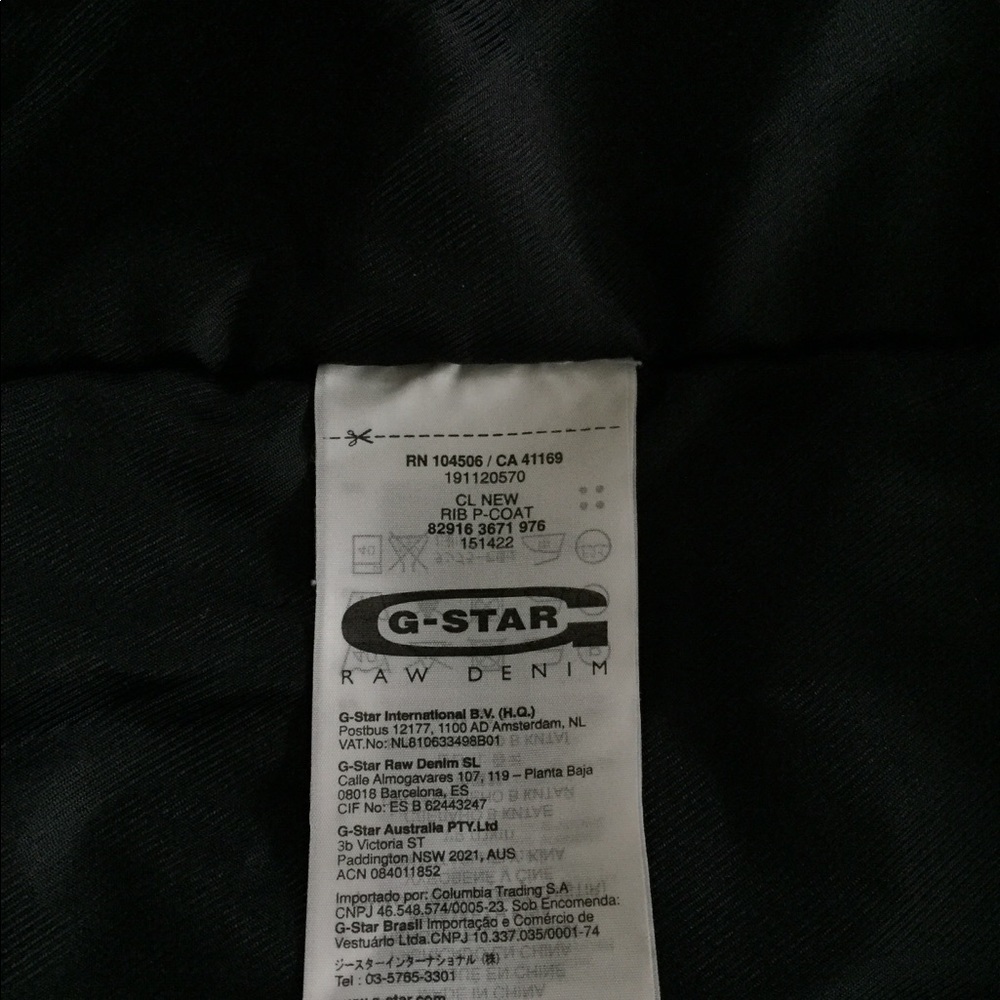 RN 104506 / CA 41169
191120570
CL NEW
RIB P-COAT
82916 3671 976
151422
G-STAR
RAW DENIM
G-Star International B.V. (H.Q.)
Postbus 12177, 1100 AD Amsterdam, NL
VAT.No: NL810633498B01
G-Star Raw Denim SL
Calle Almogavares 107, 119 – Planta Baja
08018 Barcelona, ES
CIF No: ES B 62443247
G-Star Australia PTY.Ltd
3b Victoria ST
Paddington NSW 2021, AUS
ACN 084011852
Importado por: Columbia Trading S.A
CNPJ 46.548.574/0005-23. Sob Encomenda:
G-Star Brasil Importação e Comércio de
Vestuário Ltda.CNPJ 10.337.035/0001-74
ジースターインターナショナル (株)
Tel : 03-5765-3301
www.g-star.com